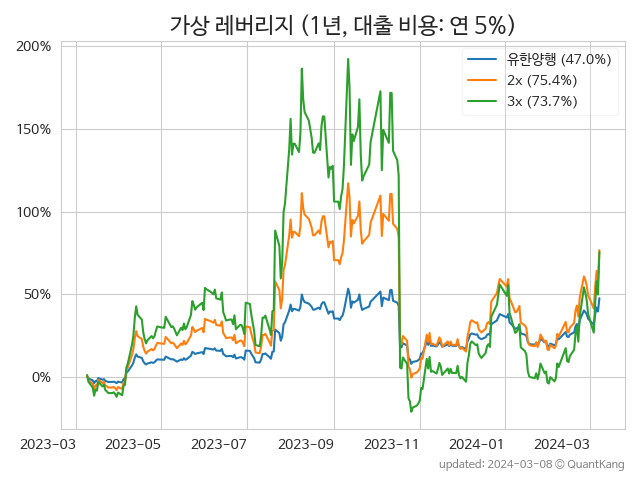 가상 레버리지 (1년, 대출 비용: 연 5%)
유한양행 (47.0%)
2x (75.4%)
3x (73.7%)
200%
150%
100%
50%
0%
2023-03 2023-05 2023-07 2023-09 2023-11 2024-01 2024-03
updated: 2024-03-08 © QuantKang